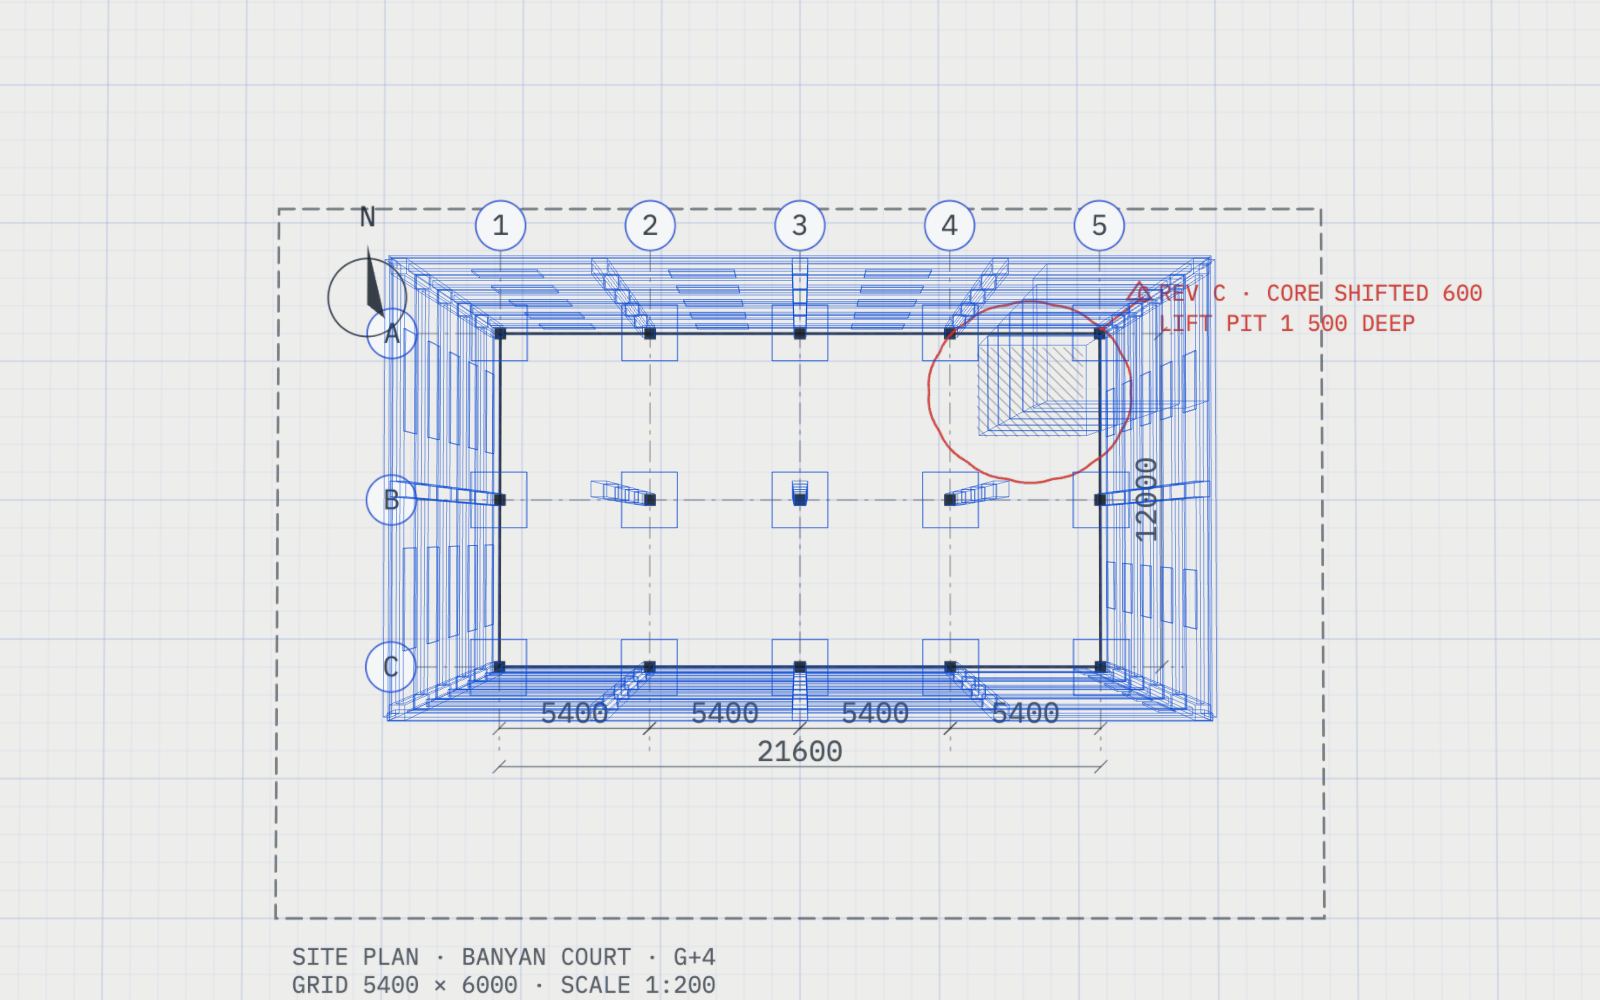 N
1 2 3 4 5
REV C · CORE SHIFTED 600
LIFT PIT 1 500 DEEP
A
B
12000
C
5400 5400 5400 5400
21600
SITE PLAN · BANYAN COURT · G+4
GRID 5400 × 6000 · SCALE 1:200